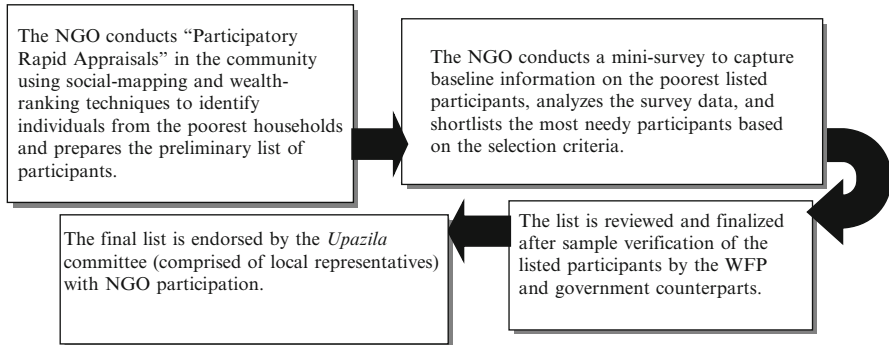 The NGO conducts “Participatory
Rapid Appraisals” in the community
using social-mapping and wealth-
ranking techniques to identify
individuals from the poorest households
and prepares the preliminary list of
participants.
The NGO conducts a mini-survey to capture
baseline information on the poorest listed
participants, analyzes the survey data, and
shortlists the most needy participants based
on the selection criteria.
The list is reviewed and finalized
after sample verification of the
listed participants by the WFP
and government counterparts.
The final list is endorsed by the Upazila
committee (comprised of local representatives)
with NGO participation.